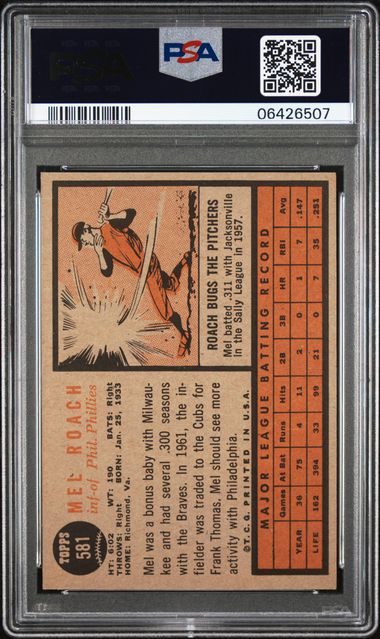 PSA
PSA
06426507
TOPPS
581
MEL ROACH
inf-of Phil. Phillies
HT: 6:02 WT: 190 BATS: Right
THROWS: Right BORN: Jan. 25, 1933
HOME: Richmond, Va.
Mel was a bonus baby with Milwau-
kee and had several .300 seasons
with the Braves. In 1961, the in-
fielder was traded to the Cubs for
Frank Thomas. Mel should see more
activity with Philadelphia.
©T.C.G. PRINTED IN U.S.A.
ROACH BUGS THE PITCHERS
Mel batted .311 with Jacksonville
in the Sally League in 1957.
MAJOR LEAGUE BATTING RECORD
Games At Bat Runs Hits 2B 3B HR RBI Avg
YEAR 36 75 4 11 2 0 1 7 .147
LIFE 162 394 33 99 21 0 7 35 .251